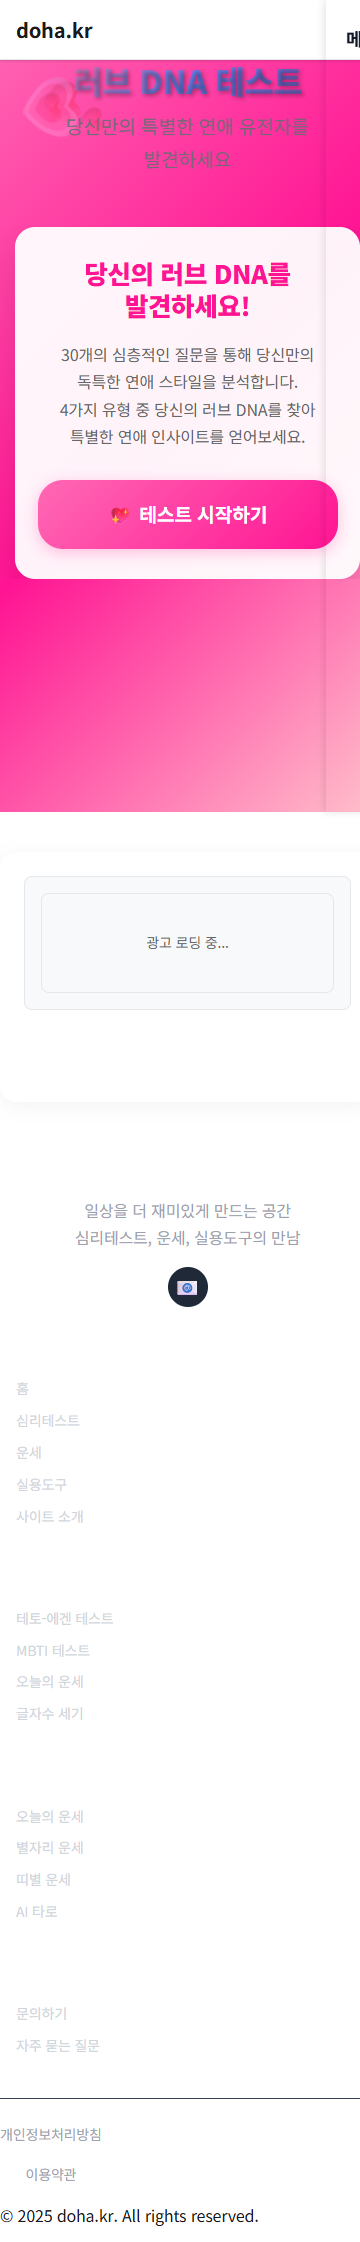 doha.kr
러브 DNA 테스트
당신만의 특별한 연애 유전자를
발견하세요
당신의 러브 DNA를
발견하세요!
30개의 심층적인 질문을 통해 당신만의
독특한 연애 스타일을 분석합니다.
4가지 유형 중 당신의 러브 DNA를 찾아
특별한 연애 인사이트를 얻어보세요.
테스트 시작하기
광고 로딩 중...
일상을 더 재미있게 만드는 공간
심리테스트, 운세, 실용도구의 만남
홈
심리테스트
운세
실용도구
사이트 소개
테토-에겐 테스트
MBTI 테스트
오늘의 운세
글자수 세기
오늘의 운세
별자리 운세
띠별 운세
AI 타로
문의하기
자주 묻는 질문
개인정보처리방침
이용약관
© 2025 doha.kr. All rights reserved.